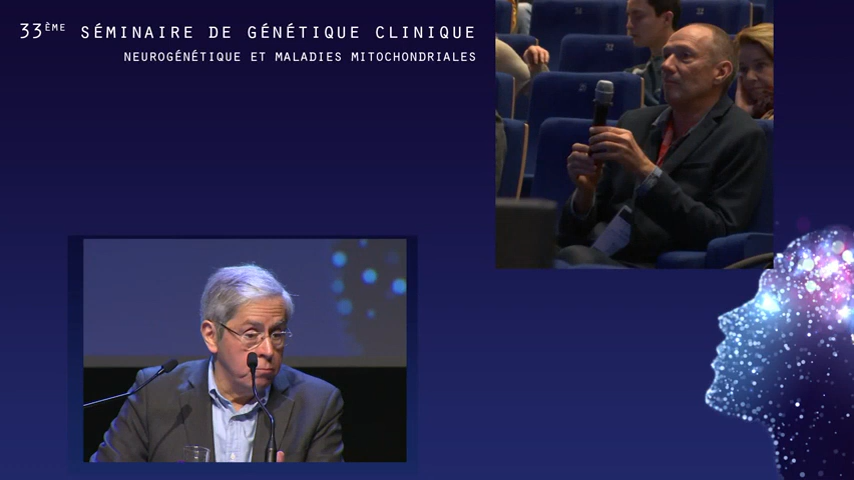 33ÈME SÉMINAIRE DE GÉNÉTIQUE CLINIQUE
NEUROGÉNÉTIQUE ET MALADIES MITOCHONDRIALES